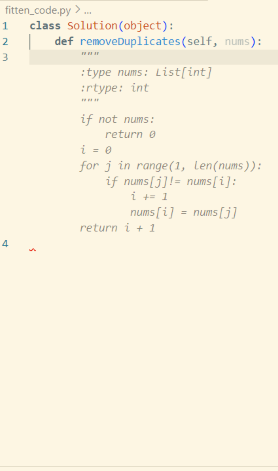 fitten_code.py > ...
1 class Solution(object):
2     def removeDuplicates(self, nums):
3         """
        :type nums: List[int]
        :rtype: int
        """
        if not nums:
            return 0
        i = 0
        for j in range(1, len(nums)):
            if nums[j]!= nums[i]:
                i += 1
                nums[i] = nums[j]
        return i + 1
4